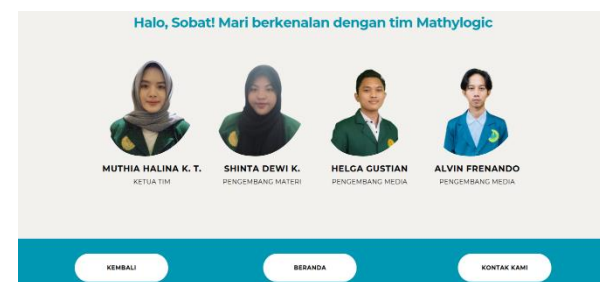 Halo, Sobat! Mari berkenalan dengan tim Mathylogic
MUTHIA HALINA K. T.
KETUA TIM
SHINTA DEWI K.
PENGEMBANG MATERI
HELGA GUSTIAN
PENGEMBANG MEDIA
ALVIN FRENANDO
PENGEMBANG MEDIA
KEMBALI
BERANDA
KONTAK KAMI